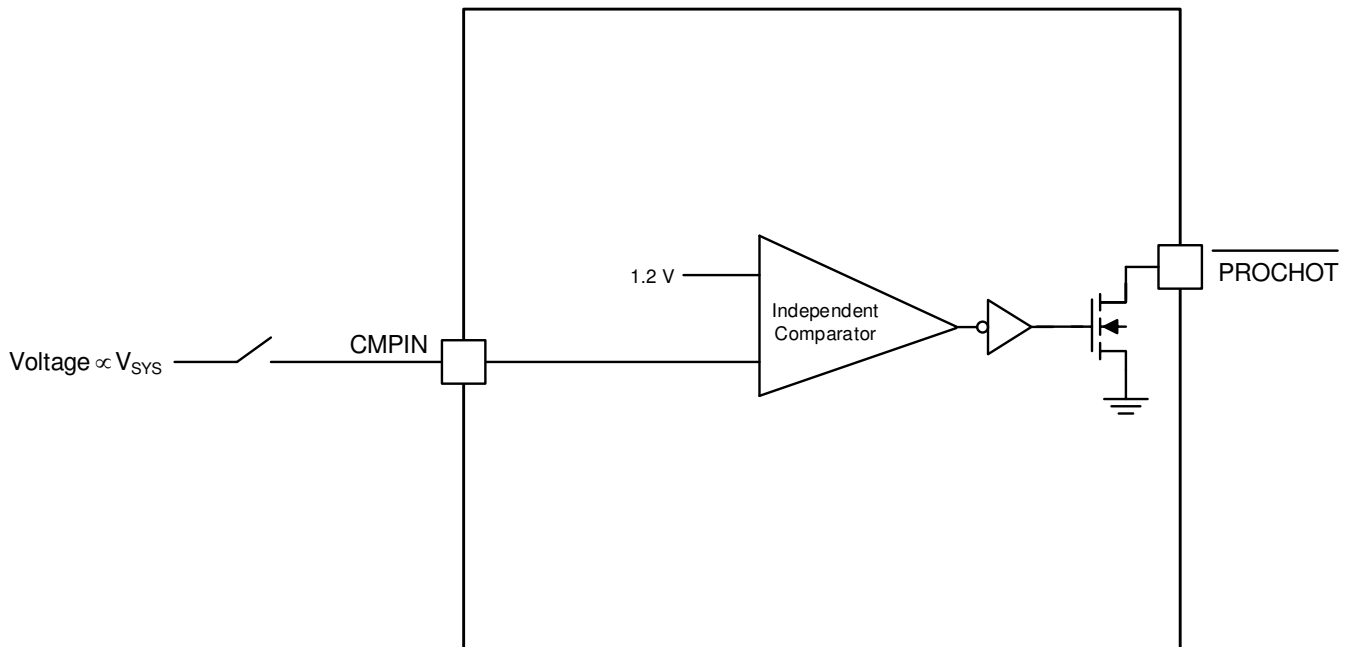 1.2 V
Independent
Comparator
PROCHOT
CMPIN
Voltage ∝ VSYS